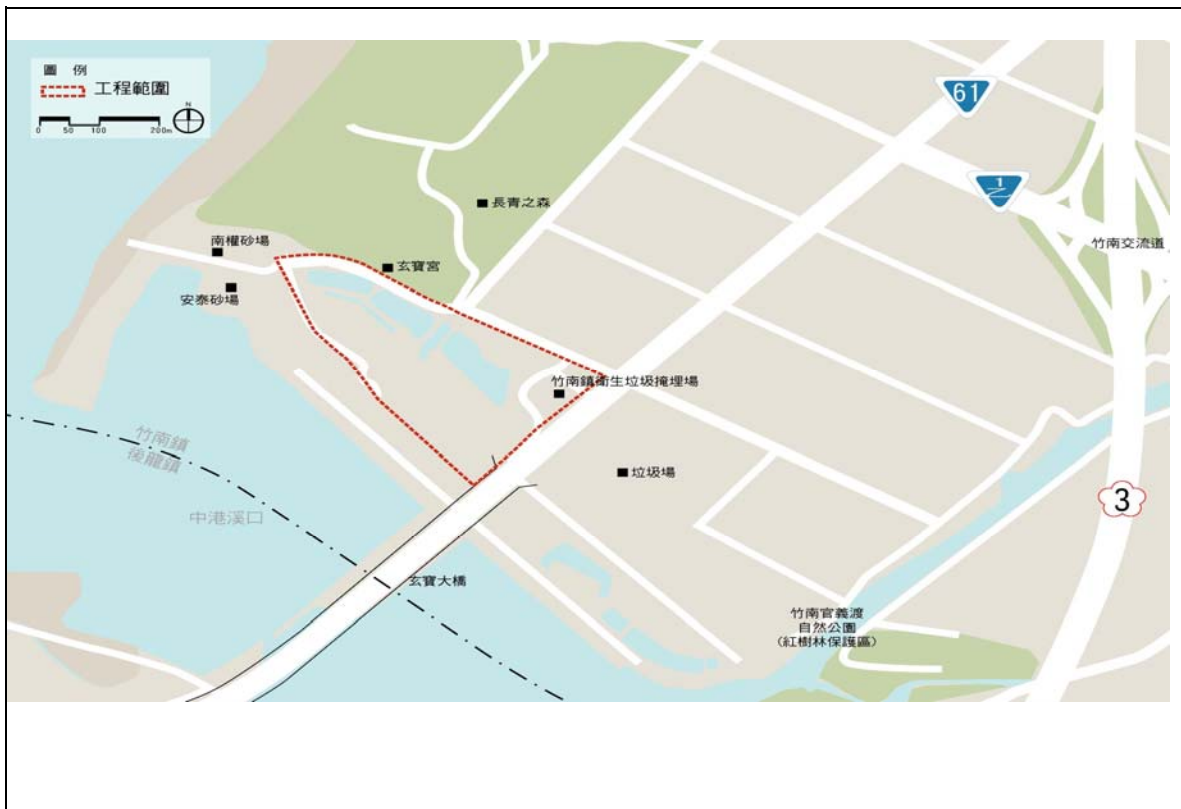 圖 例
工程範圍
N
0 50 100 200m
61
1
乙
長青之森
南權砂場
玄寶宮
安泰砂場
竹南交流道
竹南鎮衛生垃圾掩埋場
竹南鎮
後龍鎮
垃圾場
中港溪口
3
玄寶大橋
竹南官義渡
自然公園
(紅樹林保護區)